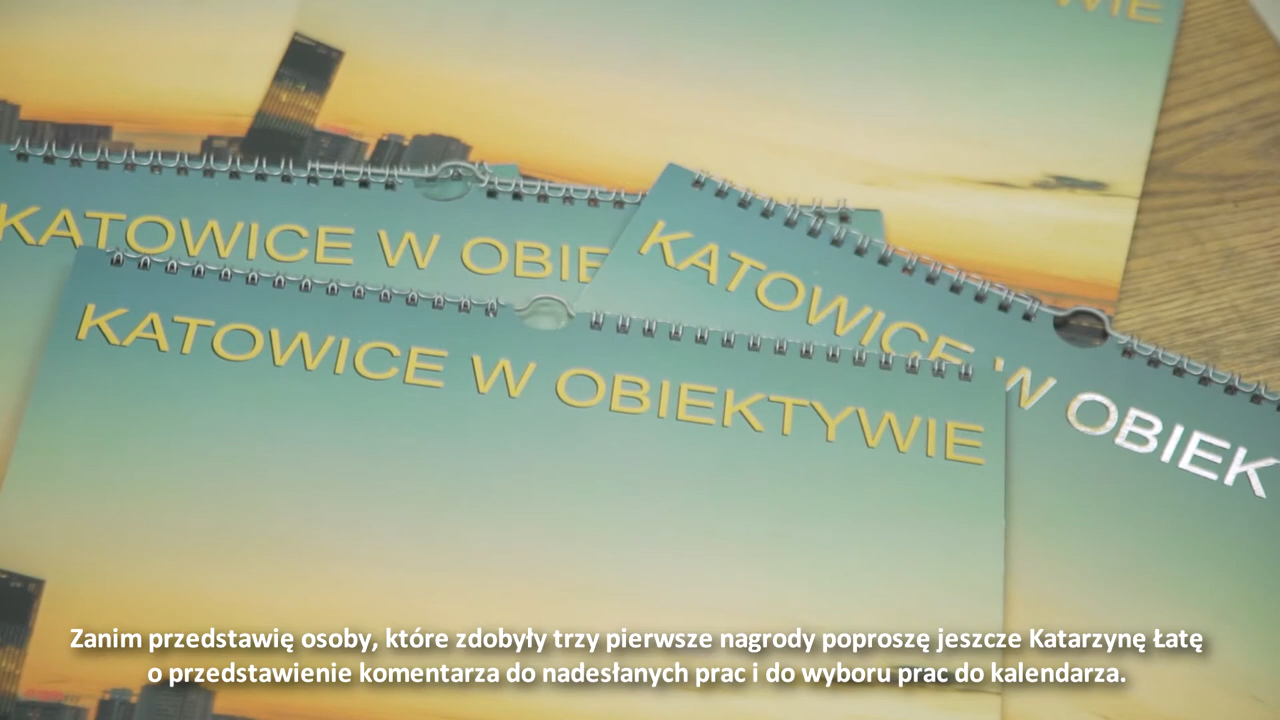 WIE
KATOWICE W OBIE
KATOWICE W OBIEK
KATOWICE W OBIEKTYWIE
Zanim przedstawię osoby, które zdobyły trzy pierwsze nagrody poproszę jeszcze Katarzynę Łatę
o przedstawienie komentarza do nadesłanych prac i do wyboru prac do kalendarza.